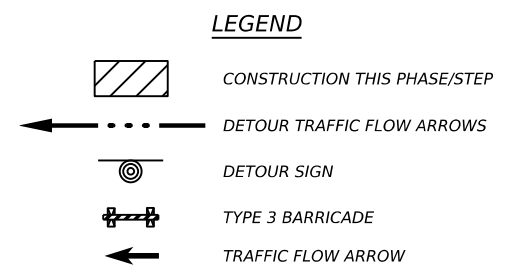 LEGEND
CONSTRUCTION THIS PHASE/STEP
DETOUR TRAFFIC FLOW ARROWS
DETOUR SIGN
TYPE 3 BARRICADE
TRAFFIC FLOW ARROW